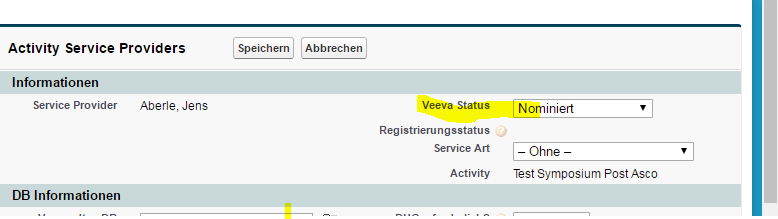 Activity Service Providers Speichern Abbrechen
Informationen
Service Provider Aberle, Jens Veeva Status Nominiert
Registrierungsstatus ?
Service Art – Ohne –
Activity Test Symposium Post Asco
DB Informationen